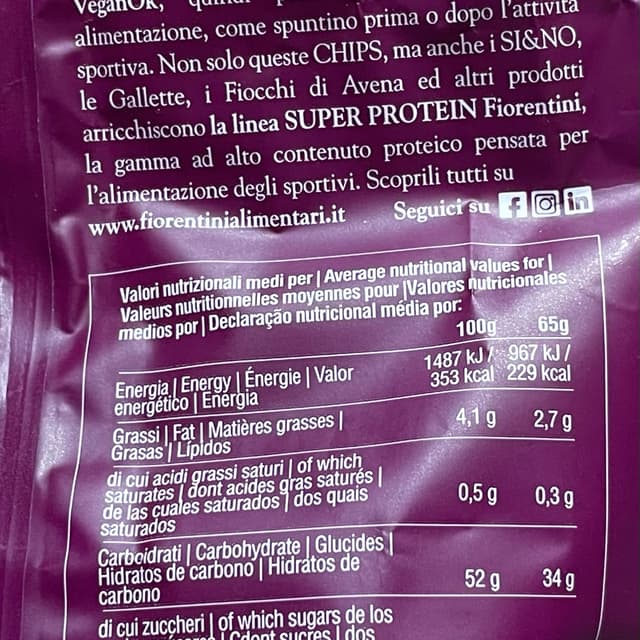 VeganOk,
alimentazione, come spuntino prima o dopo l'attività
sportiva. Non solo queste CHIPS, ma anche i SI&NO,
le Gallette, i Fiocchi di Avena ed altri prodotti
arricchiscono la linea SUPER PROTEIN Fiorentini,
la gamma ad alto contenuto proteico pensata per
l'alimentazione degli sportivi. Scoprili tutti su
www.fiorentinialimentari.it Seguici su f in
Valori nutrizionali medi per | Average nutritional values for |
Valeurs nutritionnelles moyennes pour |Valores nutricionales
medios por | Declaração nutricional média por:
100g 65g
Energia | Energy | Énergie | Valor
energético | Energia
1487 kJ / 967 kJ /
353 kcal 229 kcal
Grassi | Fat | Matières grasses |
Grasas | Lípidos
4,1 g 2,7 g
di cui acidi grassi saturi | of which
saturates | dont acides gras saturés |
de las cuales saturados | dos quais
saturados
0,5 g 0,3 g
Carboidrati | Carbohydrate | Glucides |
Hidratos de carbono | Hidratos de
carbono
52 g 34 g
di cui zuccheri | of which sugars de los
dont sucres | dos